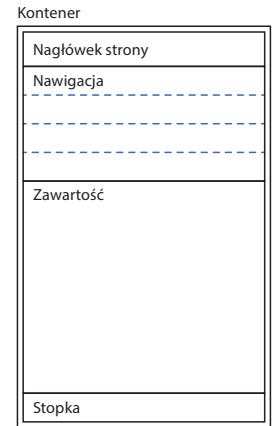 Kontener
Nagłówek strony
Nawigacja
Zawartość
Stopka